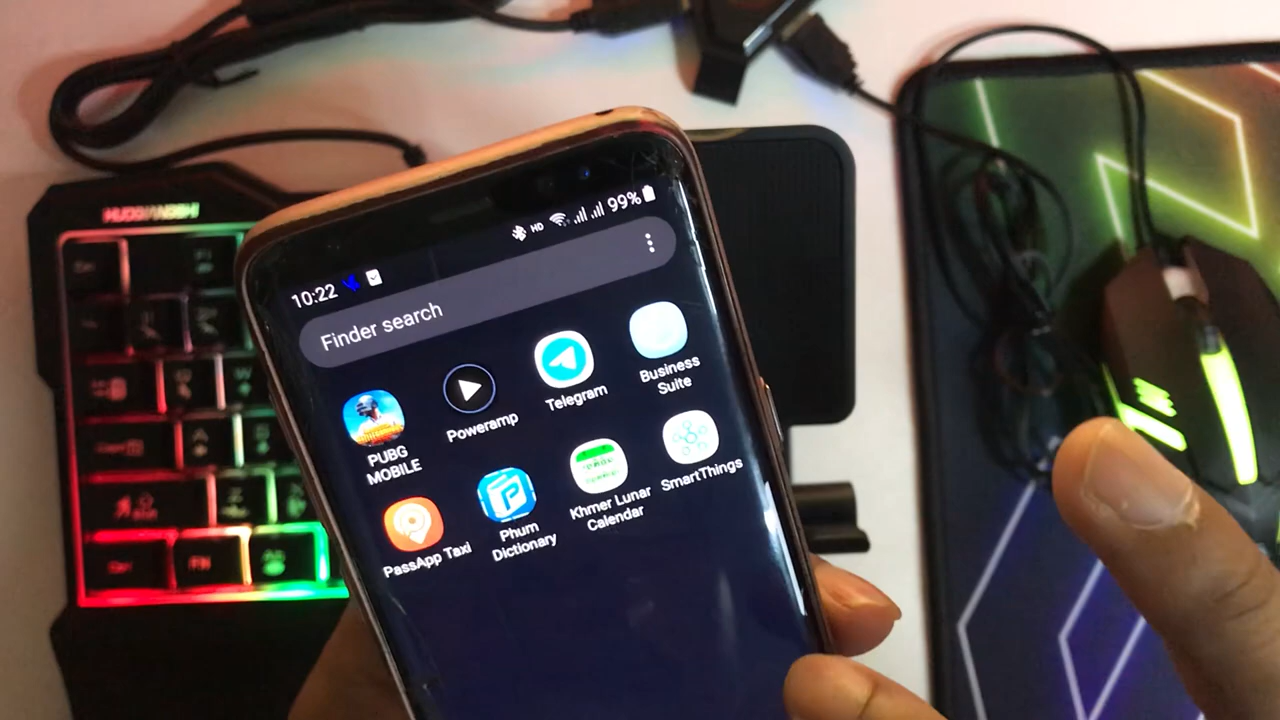 10:22
HD
99%
Finder search
PUBG
MOBILE
Poweramp
Telegram
Business
Suite
PassApp Taxi
Phum
Dictionary
Khmer Lunar
Calendar
SmartThings